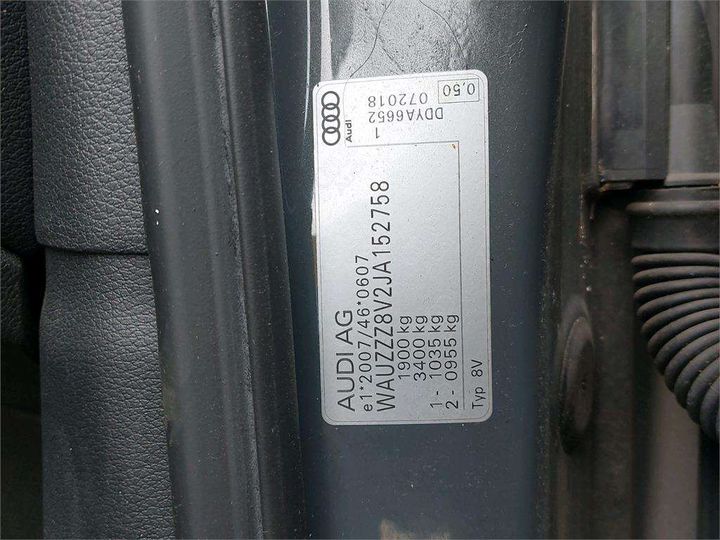 AUDI AG
e1*2007/46*0607
WAUZZZ8V2JA152758
1900 kg
3400 kg
1 - 1035 kg
2 - 0955 kg
Typ 8V
Audi
1
DDYA6652
072018
0,50